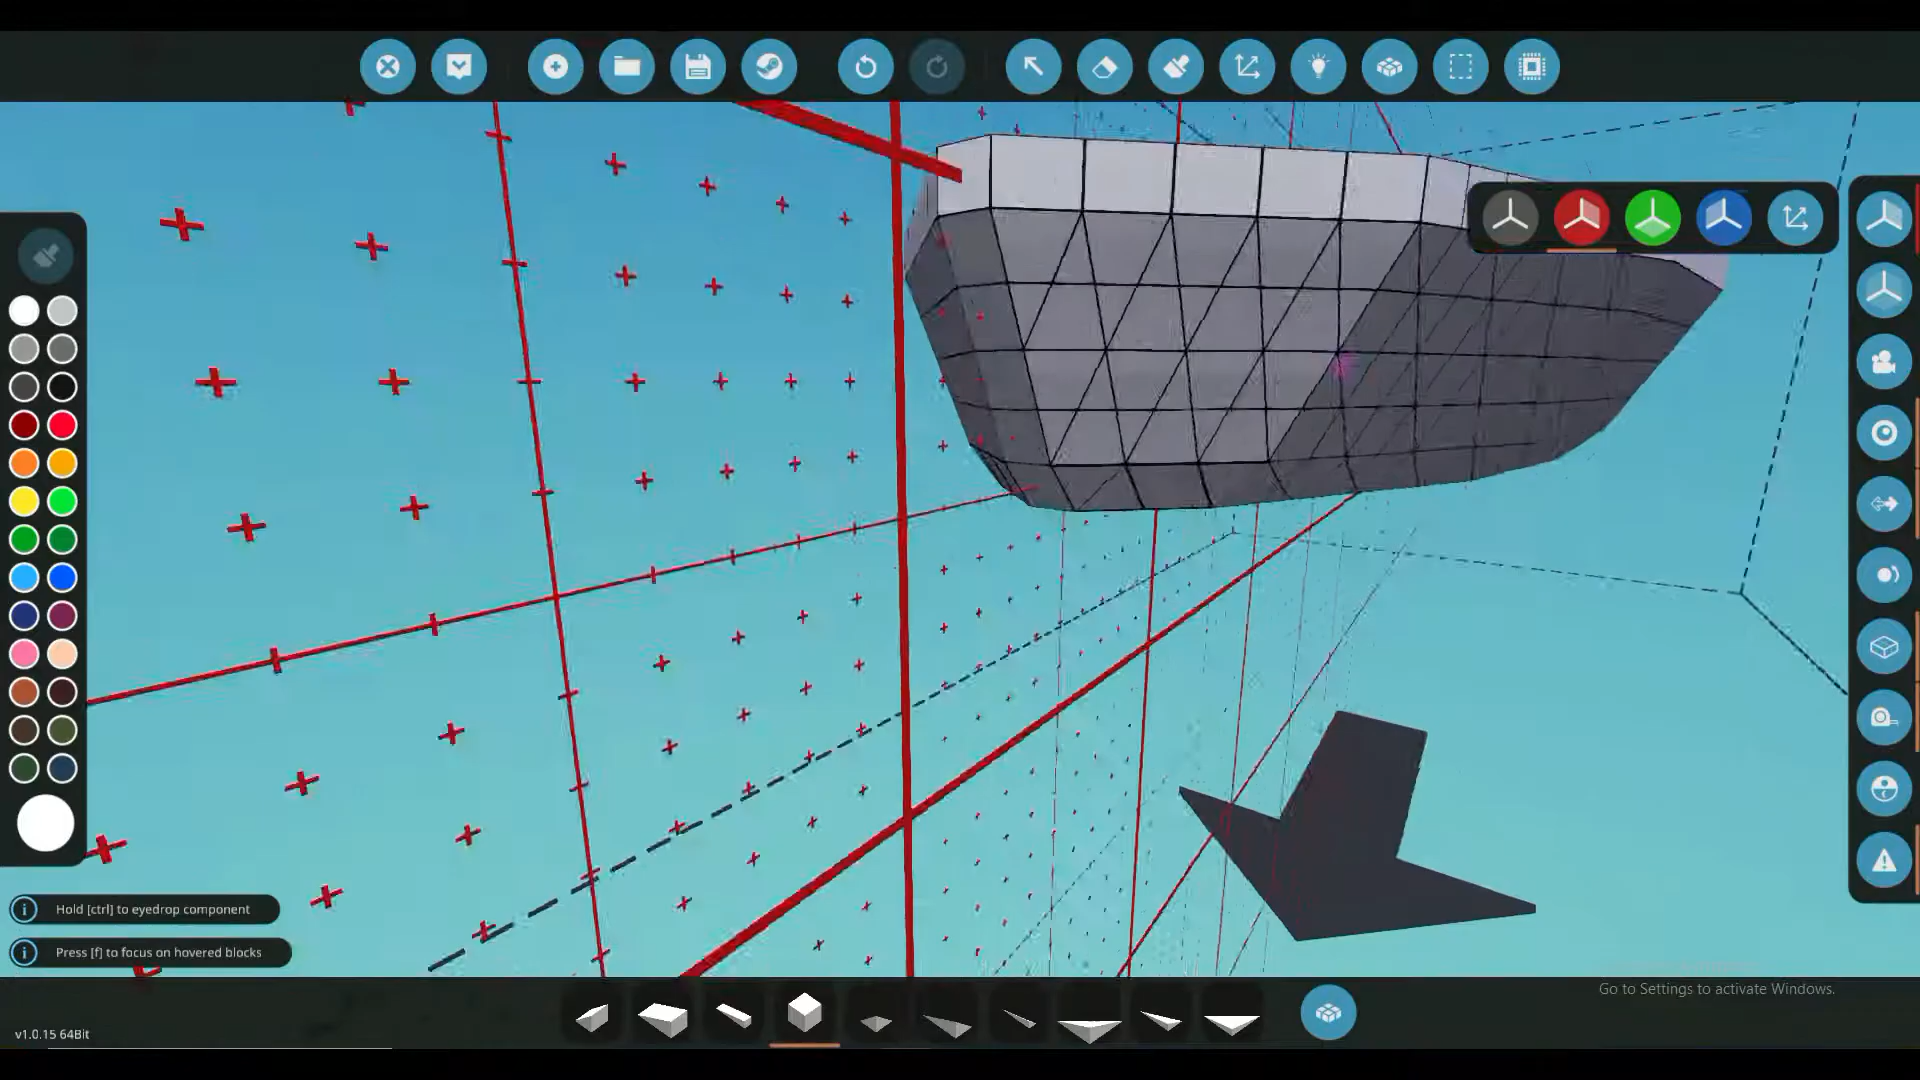 Hold [ctrl] to eyedrop component
Press [f] to focus on hovered blocks
Go to Settings to activate Windows.
v1.0.15 64Bit